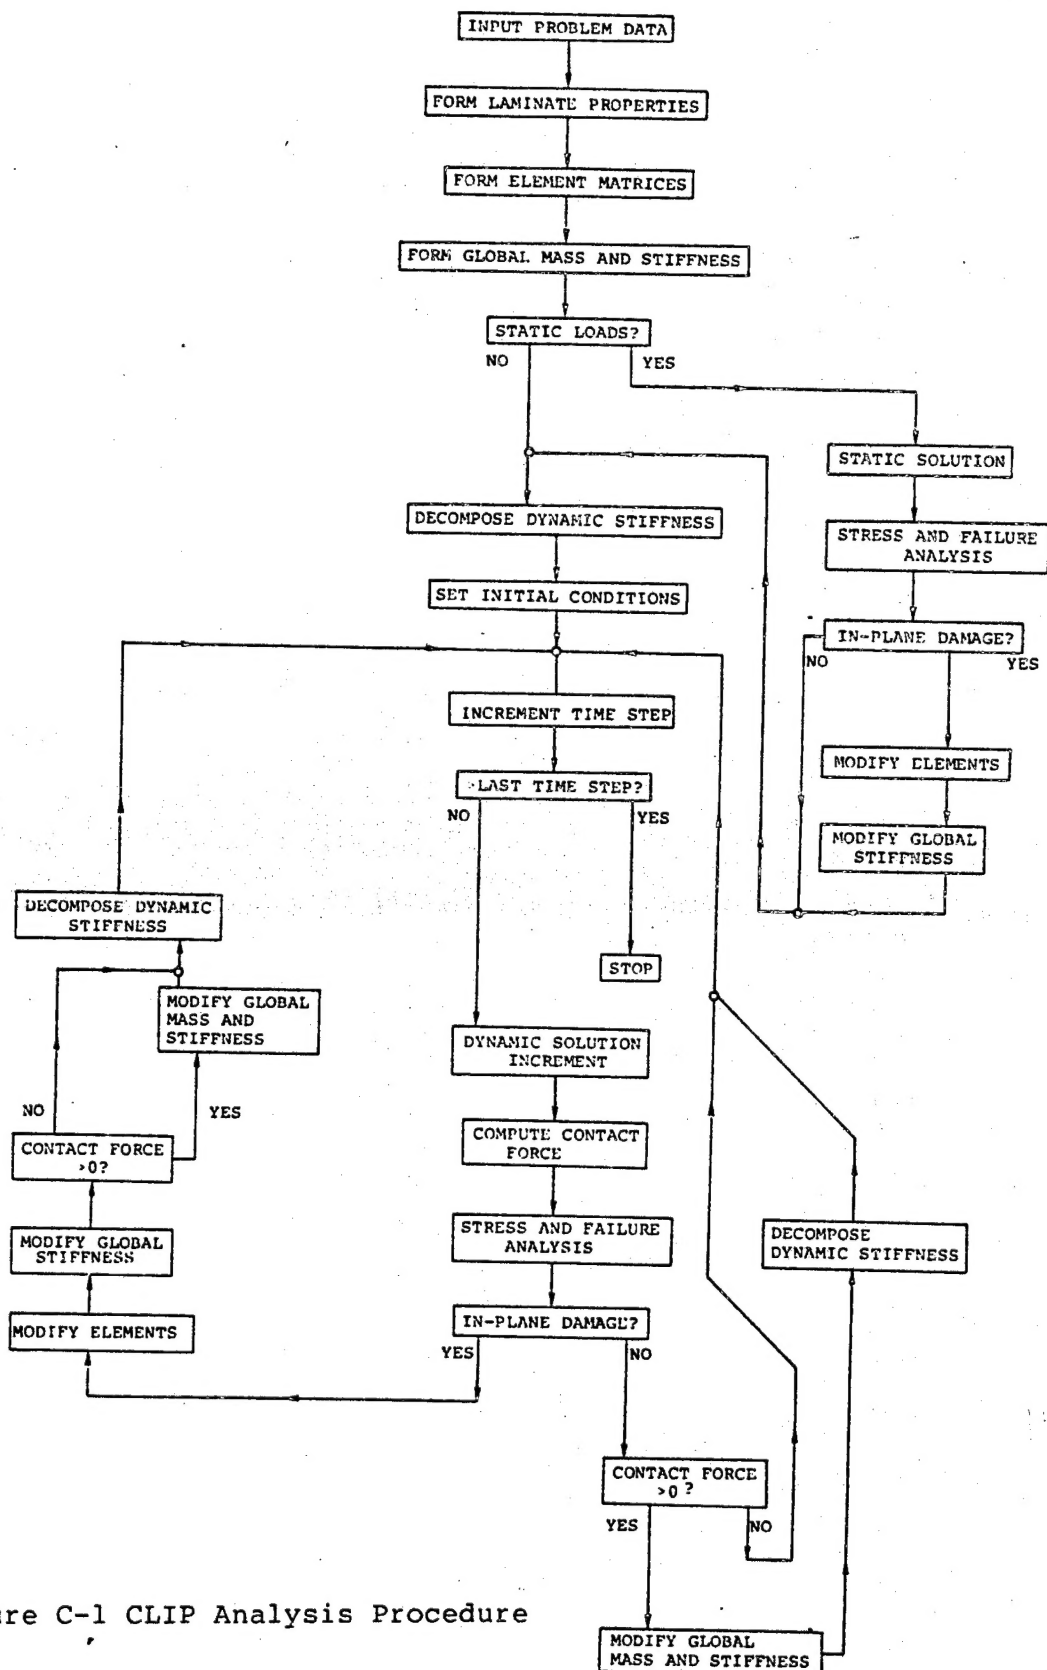 INPUT PROBLEM DATA
FORM LAMINATE PROPERTIES
FORM ELEMENT MATRICES
FORM GLOBAL MASS AND STIFFNESS
STATIC LOADS?
NO
YES
STATIC SOLUTION
STRESS AND FAILURE
ANALYSIS
IN-PLANE DAMAGE?
NO
YES
MODIFY ELEMENTS
MODIFY GLOBAL
STIFFNESS
DECOMPOSE DYNAMIC STIFFNESS
SET INITIAL CONDITIONS
INCREMENT TIME STEP
>LAST TIME STEP?
NO
YES
STOP
DYNAMIC SOLUTION
INCREMENT
COMPUTE CONTACT
FORCE
STRESS AND FAILURE
ANALYSIS
IN-PLANE DAMAGE?
YES
NO
DECOMPOSE DYNAMIC
STIFFNESS
MODIFY GLOBAL
MASS AND
STIFFNESS
NO
YES
CONTACT FORCE
>0?
MODIFY GLOBAL
STIFFNESS
MODIFY ELEMENTS
DECOMPOSE
DYNAMIC STIFFNESS
CONTACT FORCE
>0?
YES
NO
MODIFY GLOBAL
MASS AND STIFFNESS
re C-1 CLIP Analysis Procedure